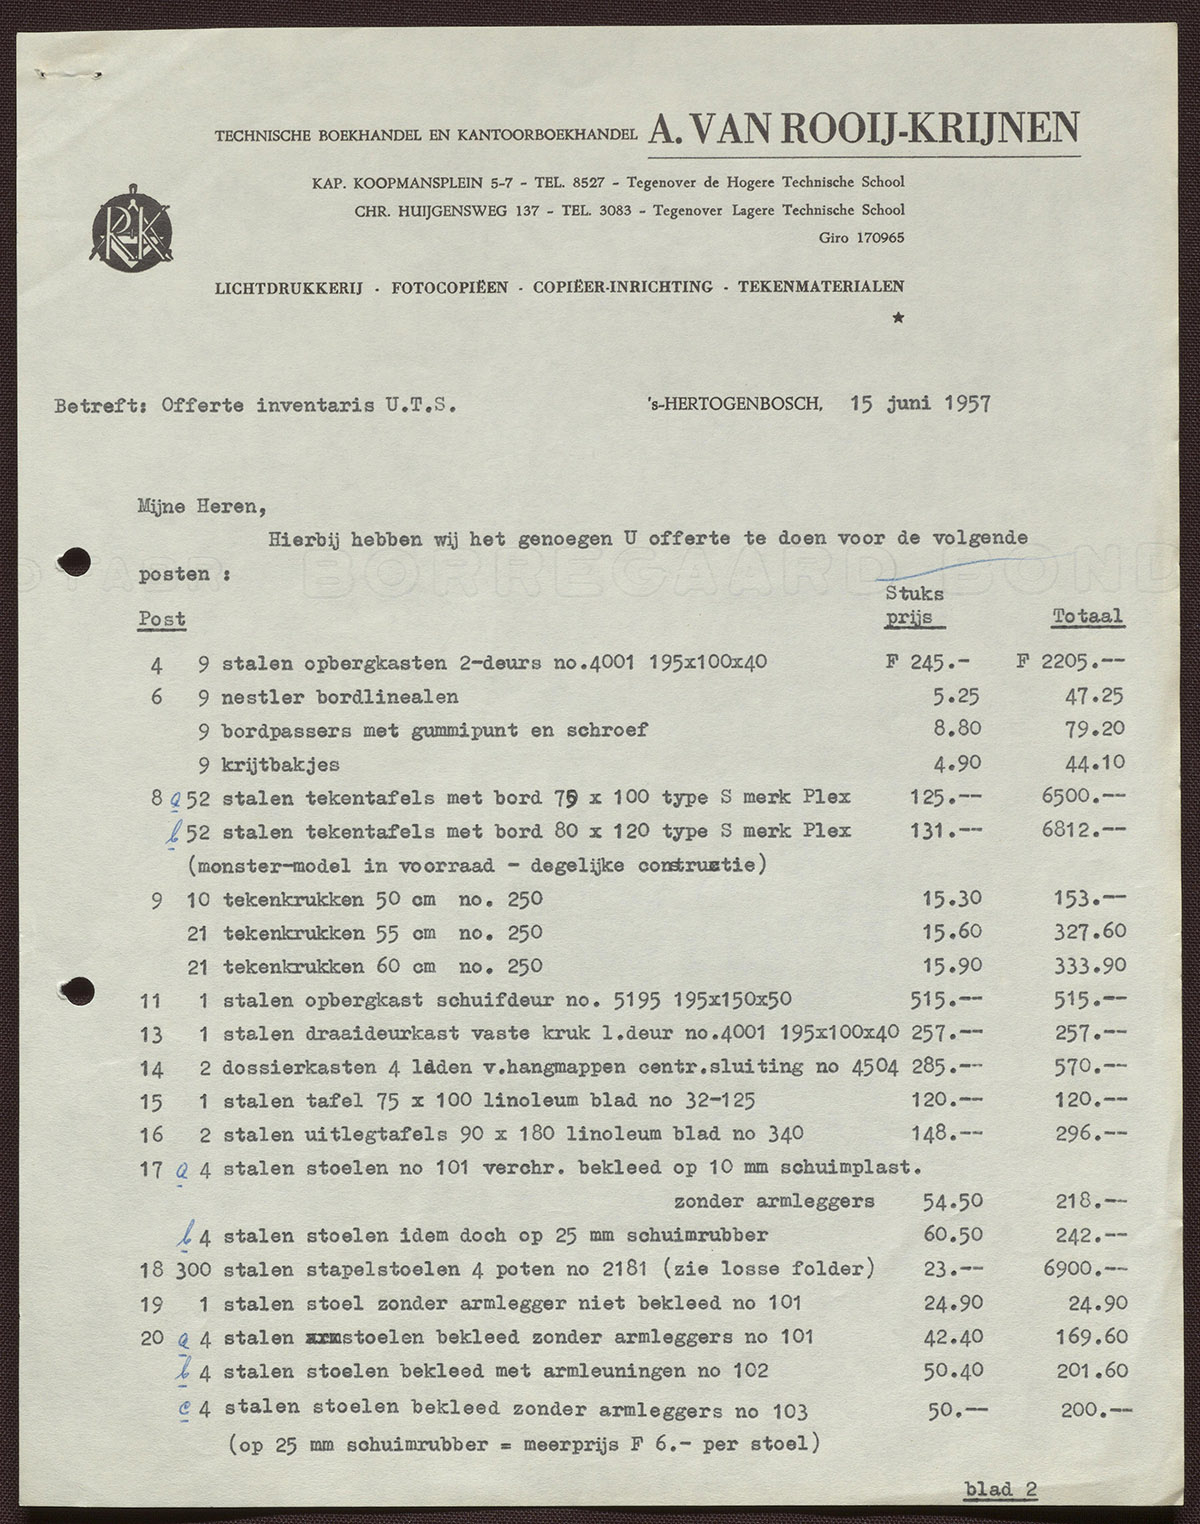 TECHNISCHE BOEKHANDEL EN KANTOORBOEKHANDEL A. VAN ROOIJ-KRIJNEN
KAP. KOOPMANSPLEIN 5-7 - TEL. 8527 - Tegenover de Hogere Technische School
CHR. HUIJGENSWEG 137 - TEL. 3083 - Tegenover Lagere Technische School
Giro 170965
RK
LICHTDRUKKERIJ - FOTOCOPIËEN - COPIËER-INRICHTING - TEKENMATERIALEN
Betreft: Offerte inventaris U.T.S. 's-HERTOGENBOSCH, 15 juni 1957
Mijne Heren,
Hierbij hebben wij het genoegen U offerte te doen voor de volgende
BORREGAARD BOND
posten :
Stuks
Post prijs Totaal
4 9 stalen opbergkasten 2-deurs no.4001 195x100x40 F 245.- F 2205.--
6 9 nestler bordlinealen 5.25 47.25
9 bordpassers met gummipunt en schroef 8.80 79.20
9 krijtbakjes 4.90 44.10
8 a 52 stalen tekentafels met bord 75 x 100 type S merk Plex 125.-- 6500.--
b 52 stalen tekentafels met bord 80 x 120 type S merk Plex 131.-- 6812.--
(monster-model in voorraad - degelijke constructie)
9 10 tekenkrukken 50 cm no. 250 15.30 153.--
21 tekenkrukken 55 cm no. 250 15.60 327.60
21 tekenkrukken 60 cm no. 250 15.90 333.90
11 1 stalen opbergkast schuifdeur no. 5195 195x150x50 515.-- 515.--
13 1 stalen draaideurkast vaste kruk l.deur no.4001 195x100x40 257.-- 257.--
14 2 dossierkasten 4 laden v.hangmappen centr.sluiting no 4504 285.-- 570.--
15 1 stalen tafel 75 x 100 linoleum blad no 32-125 120.-- 120.--
16 2 stalen uitlegtafels 90 x 180 linoleum blad no 340 148.-- 296.--
17 a 4 stalen stoelen no 101 verchr. bekleed op 10 mm schuimplast.
zonder armleggers 54.50 218.--
b 4 stalen stoelen idem doch op 25 mm schuimrubber 60.50 242.--
18 300 stalen stapelstoelen 4 poten no 2181 (zie losse folder) 23.-- 6900.--
19 1 stalen stoel zonder armlegger niet bekleed no 101 24.90 24.90
20 a 4 stalen stoelen bekleed zonder armleggers no 101 42.40 169.60
b 4 stalen stoelen bekleed met armleuningen no 102 50.40 201.60
c 4 stalen stoelen bekleed zonder armleggers no 103 50.-- 200.--
(op 25 mm schuimrubber = meerprijs F 6.- per stoel)
blad 2